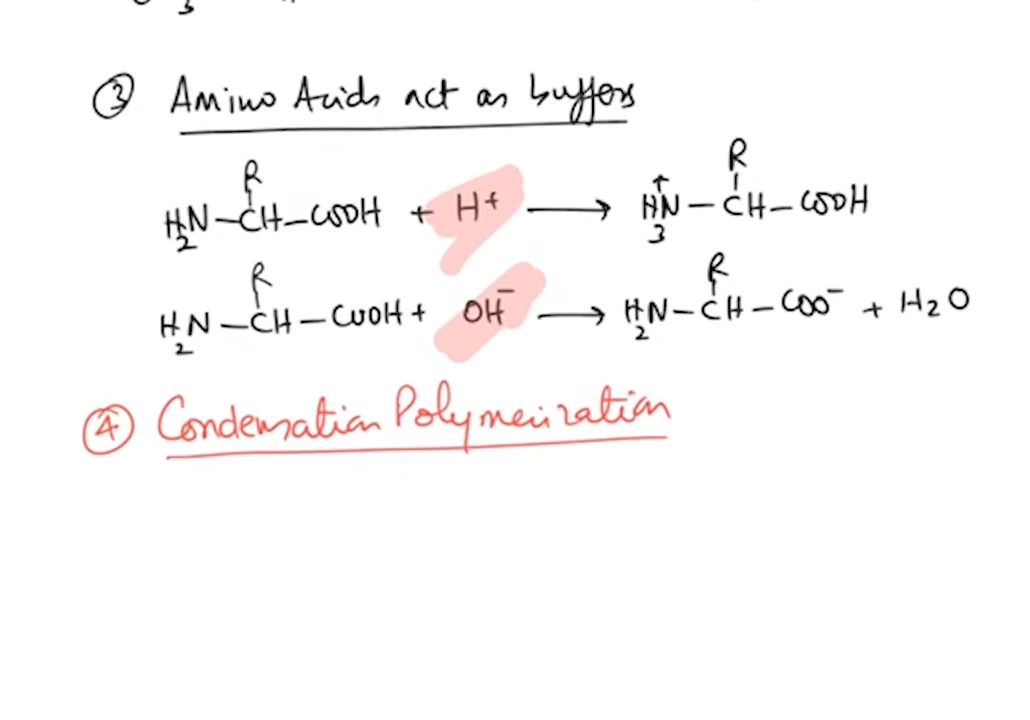 3
③ Amino Acids act as buffers
R
H₂N–CH–COOH + H⁺ ⟶ H₃N⁺–CH–COOH
R
R
H₂N–CH–COOH + OH⁻ ⟶ H₂N–CH–COO⁻ + H₂O
R
④ Condensation Polymerization